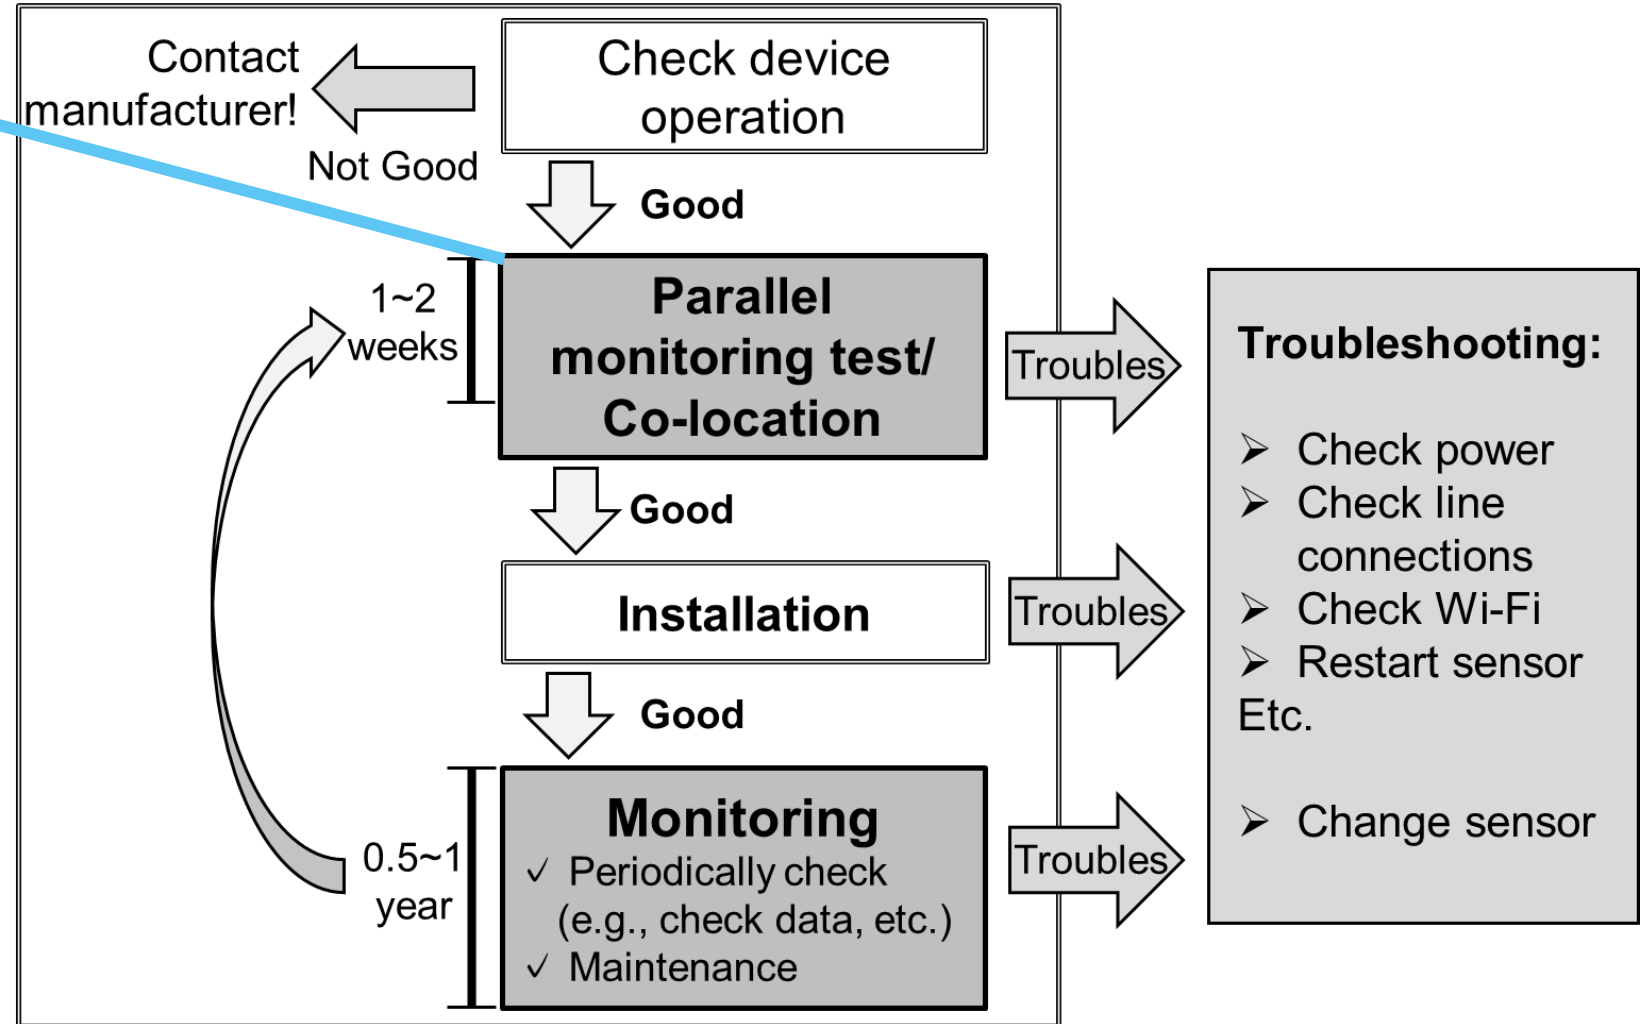 Contact
manufacturer!
Not Good
Check device
operation
Good
1~2
weeks
Parallel
monitoring test/
Co-location
Troubles
Good
Installation
Troubles
Good
0.5~1
year
Monitoring
✓ Periodically check
(e.g., check data, etc.)
✓ Maintenance
Troubles
Troubleshooting:
➢ Check power
➢ Check line
connections
➢ Check Wi-Fi
➢ Restart sensor
Etc.
➢ Change sensor